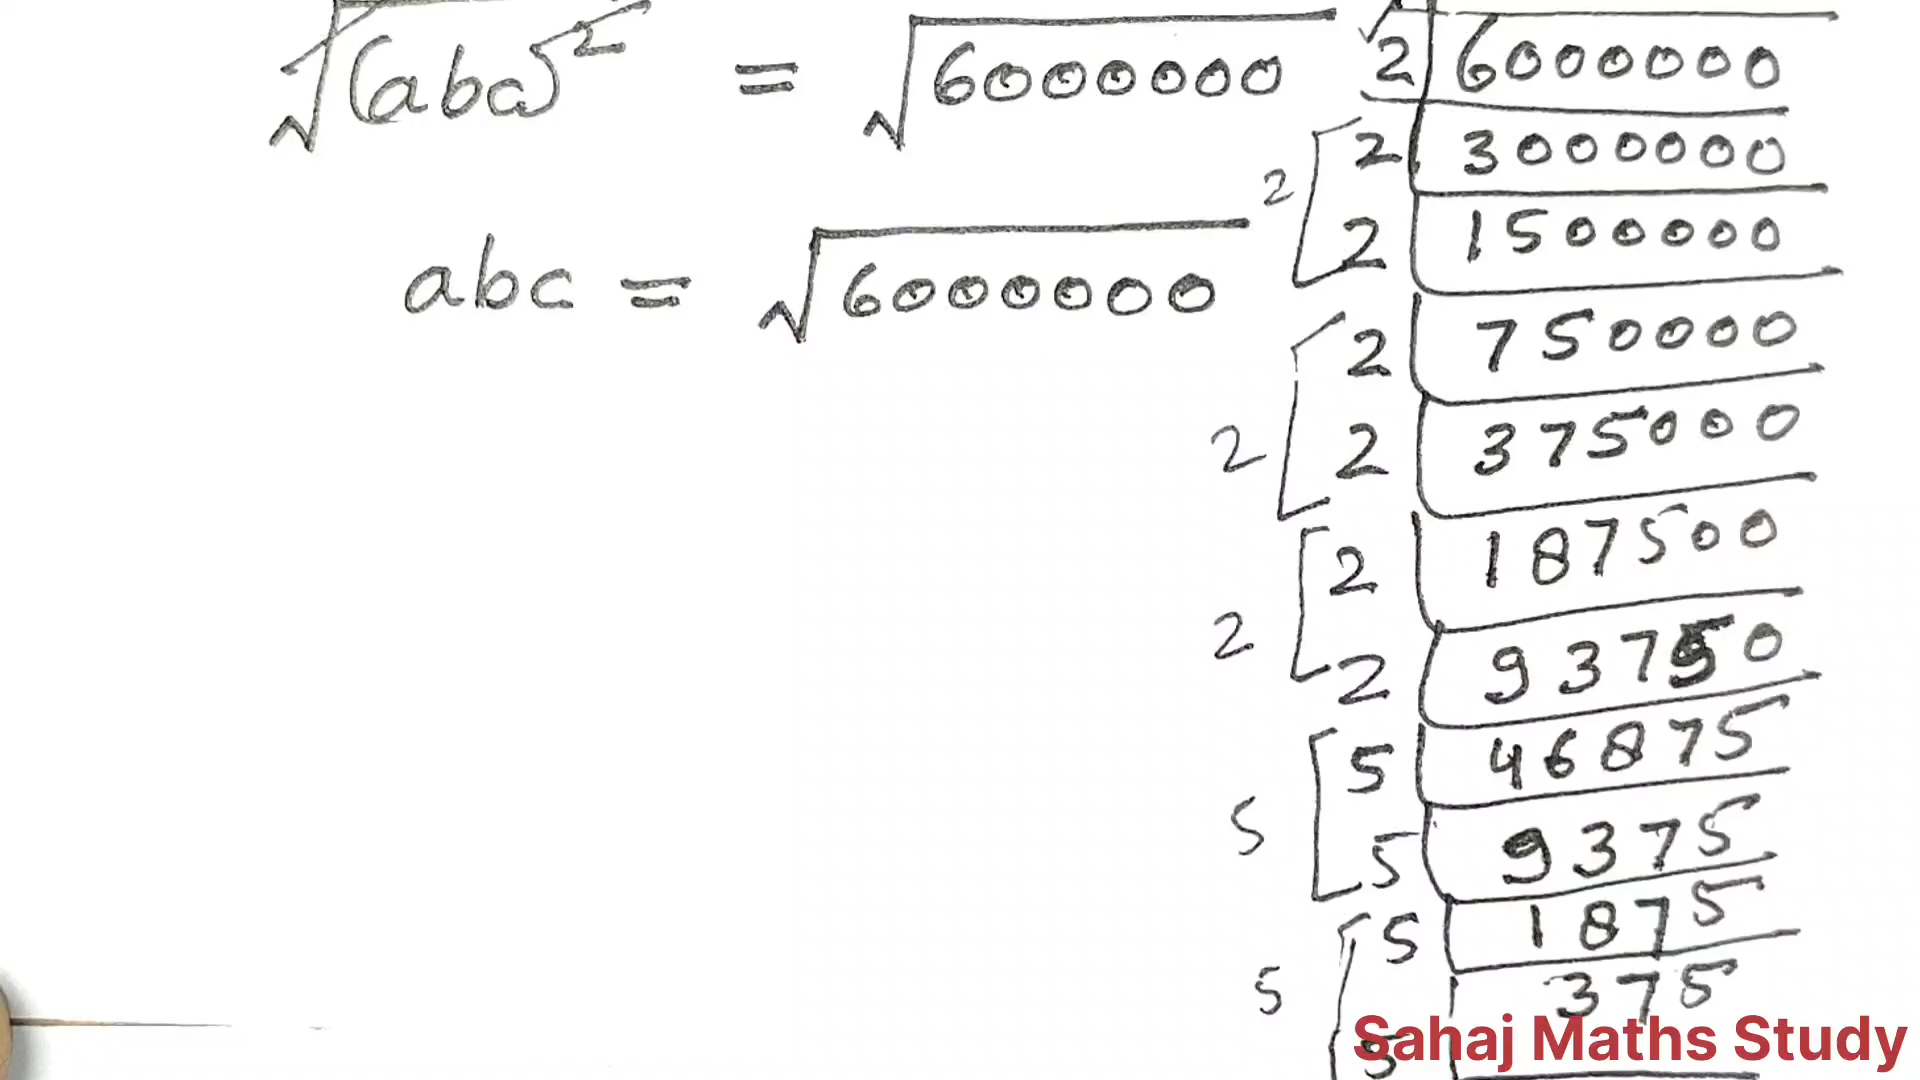 √(abc)² = √6000000
abc = √6000000
2 6000000
2 2 3000000
2 1500000
2 750000
2 2 375000
2 187500
2 2 93750
5 46875
5 5 9375
5 1875
5 5 375
Sahaj Maths Study